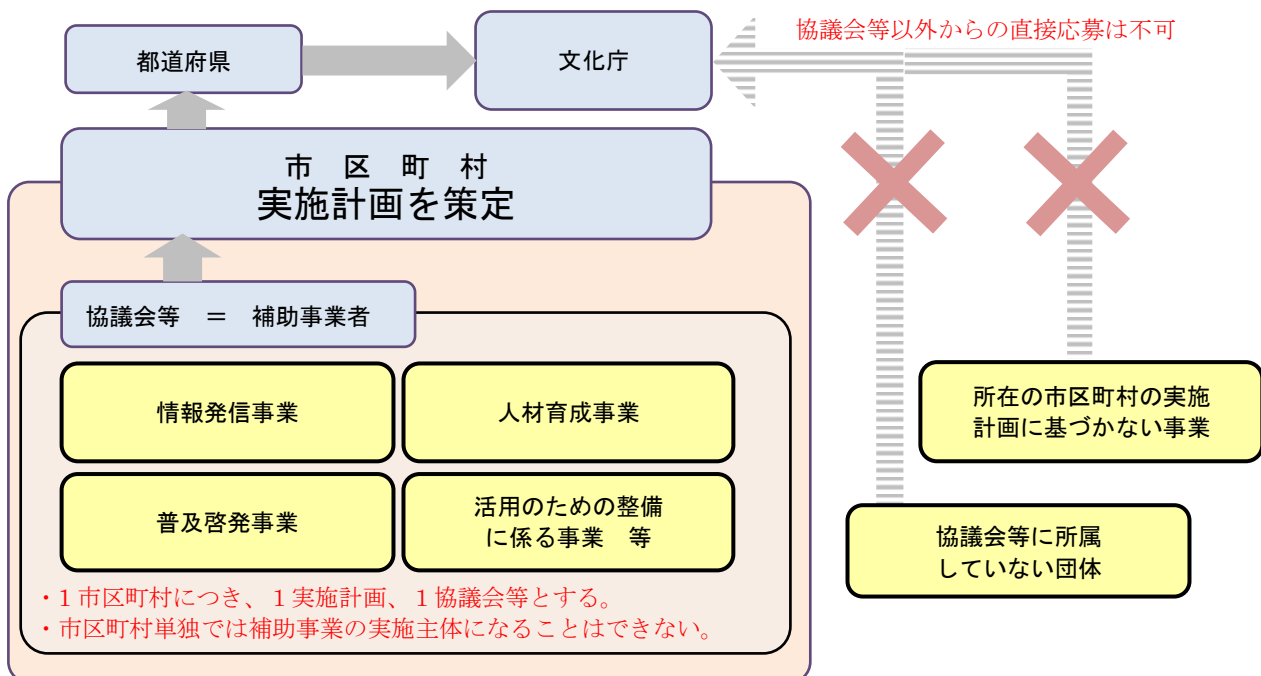 協議会等以外からの直接応募は不可
都道府県
文化庁
市　区　町　村
実施計画を策定
協議会等　＝　補助事業者
情報発信事業
人材育成事業
普及啓発事業
活用のための整備
に係る事業　等
・１市区町村につき、１実施計画、１協議会等とする。
・市区町村単独では補助事業の実施主体になることはできない。
所在の市区町村の実施
計画に基づかない事業
協議会等に所属
していない団体